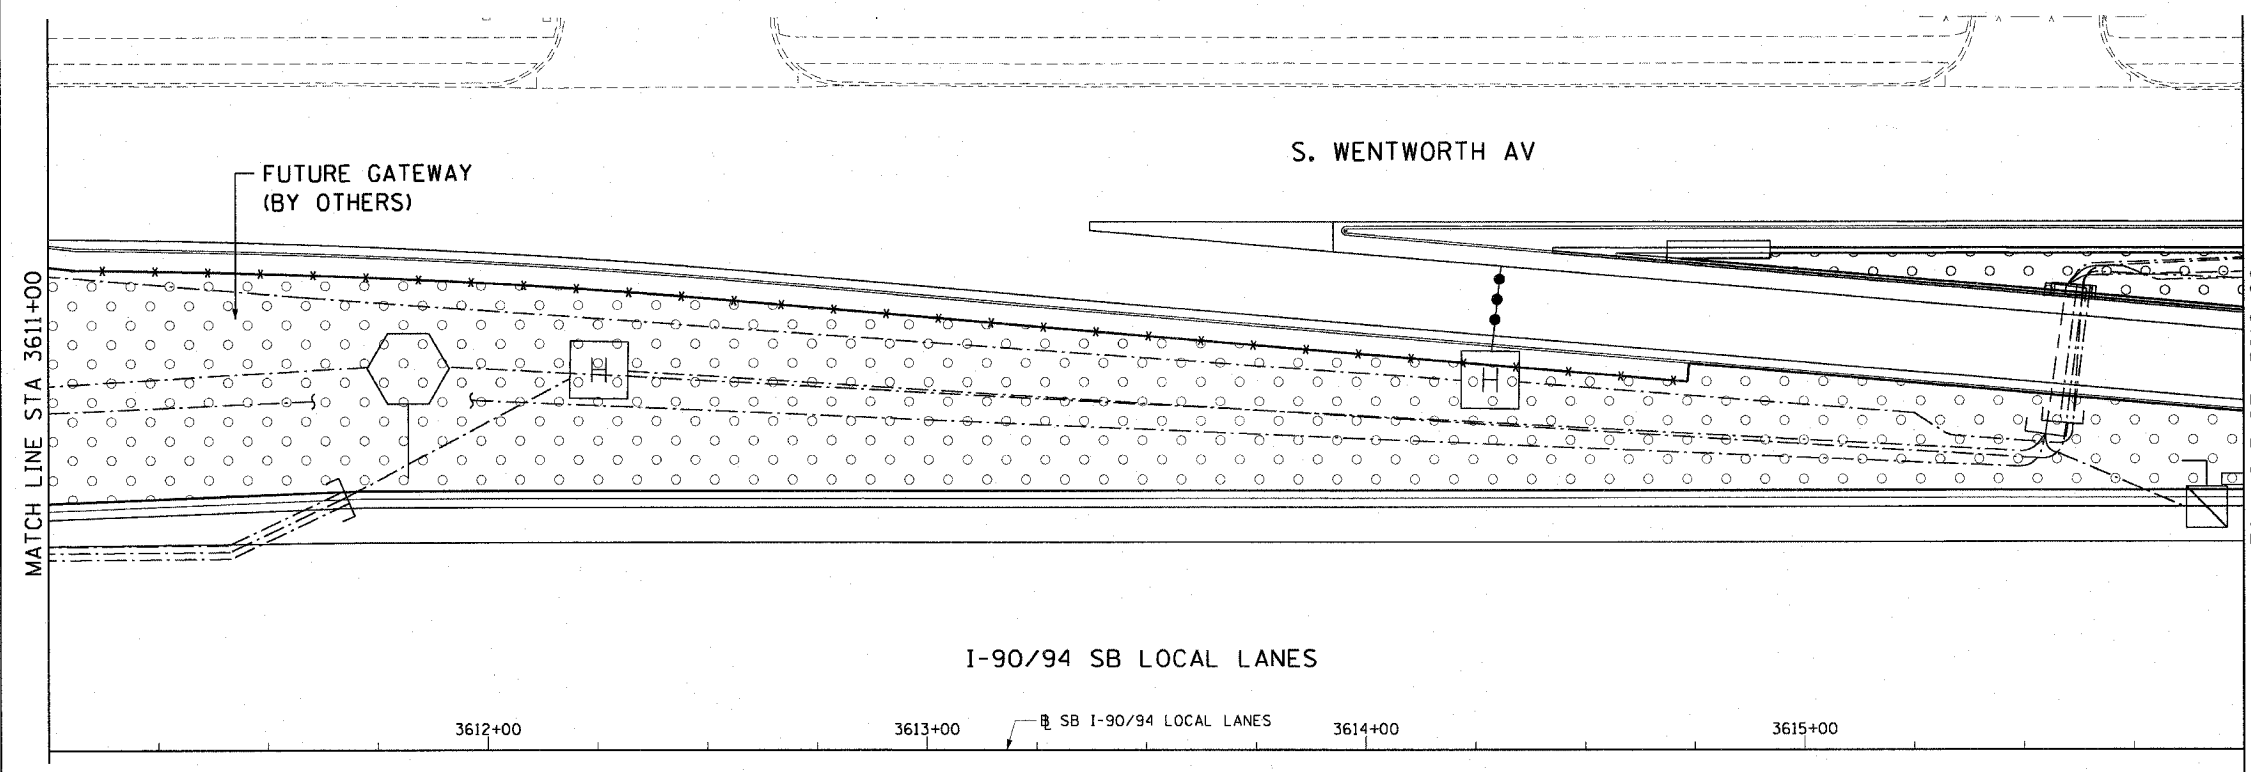 S. WENTWORTH AV
FUTURE GATEWAY
(BY OTHERS)
MATCH LINE STA 3611+00
H
H
I-90/94 SB LOCAL LANES
3612+00
3613+00
SB I-90/94 LOCAL LANES
3614+00
3615+00